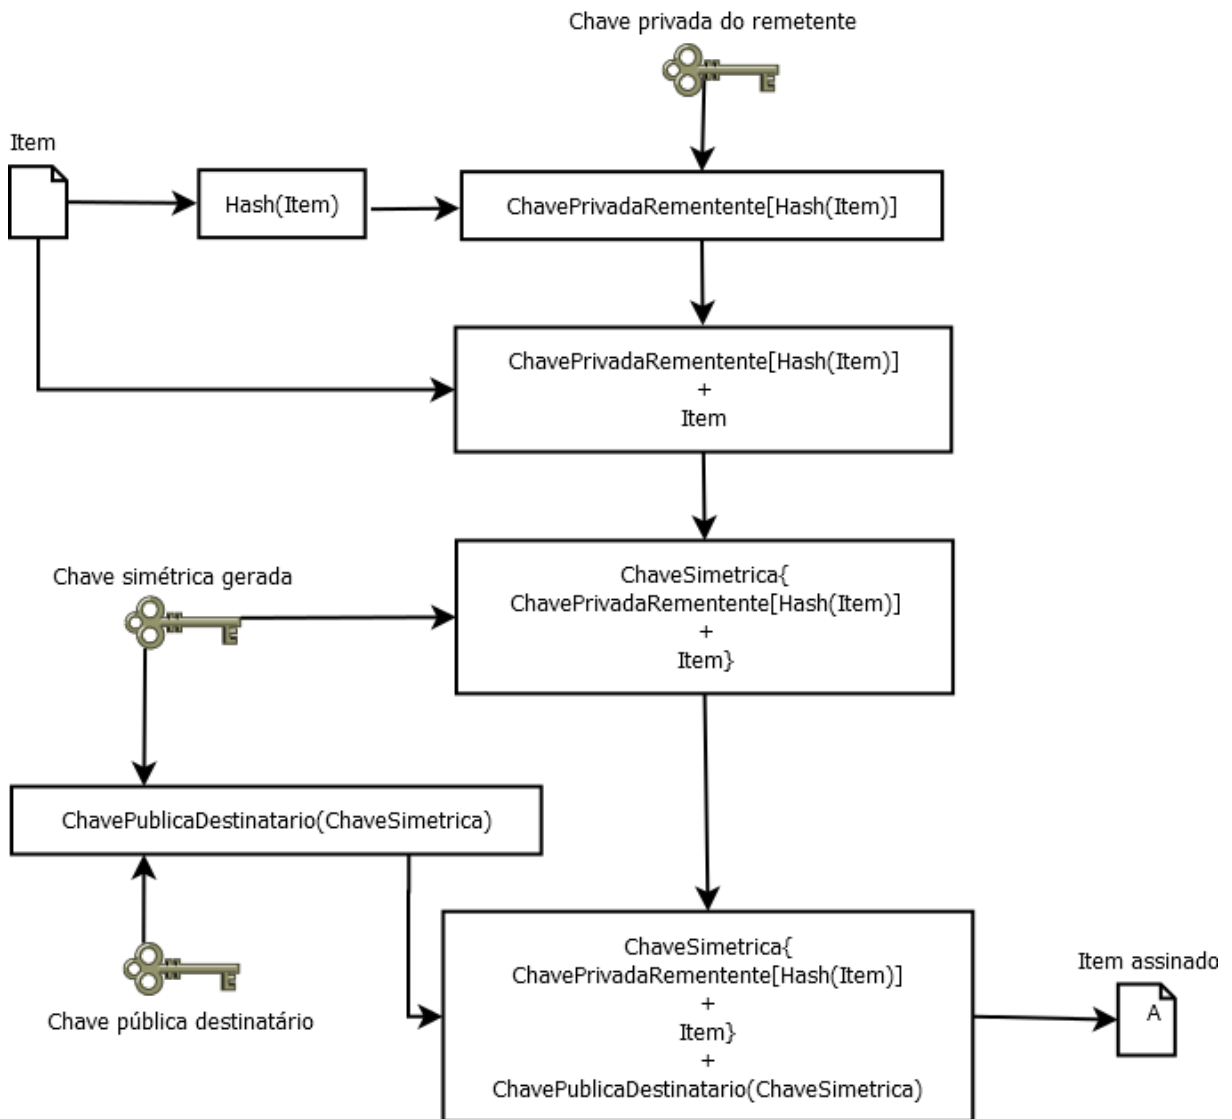 Chave privada do remetente
Item
Hash(Item)
ChavePrivadaRementente[Hash(Item)]
ChavePrivadaRementente[Hash(Item)]
+
Item
Chave simétrica gerada
ChaveSimetrica{
ChavePrivadaRementente[Hash(Item)]
+
Item}
ChavePublicaDestinatario(ChaveSimetrica)
Chave pública destinatário
ChaveSimetrica{
ChavePrivadaRementente[Hash(Item)]
+
Item}
+
ChavePublicaDestinatario(ChaveSimetrica)
Item assinado
A